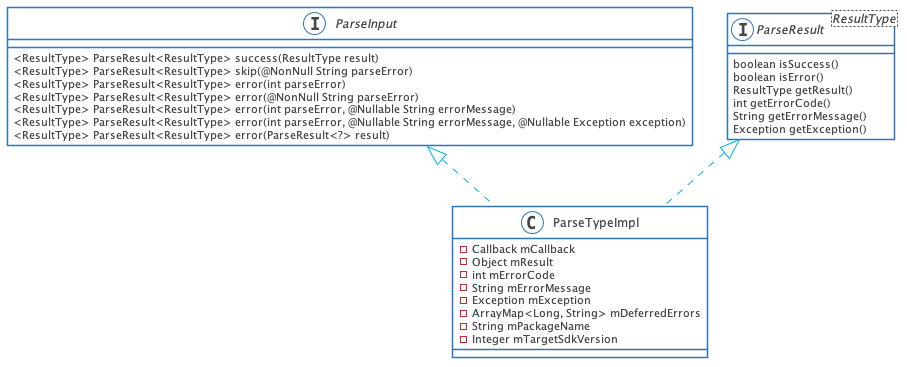 I ParseInput
<ResultType> ParseResult<ResultType> success(ResultType result)
<ResultType> ParseResult<ResultType> skip(@NonNull String parseError)
<ResultType> ParseResult<ResultType> error(int parseError)
<ResultType> ParseResult<ResultType> error(@NonNull String parseError)
<ResultType> ParseResult<ResultType> error(int parseError, @Nullable String errorMessage)
<ResultType> ParseResult<ResultType> error(int parseError, @Nullable String errorMessage, @Nullable Exception exception)
<ResultType> ParseResult<ResultType> error(ParseResult<?> result)
ResultType
I ParseResult
boolean isSuccess()
boolean isError()
ResultType getResult()
int getErrorCode()
String getErrorMessage()
Exception getException()
C ParseTypeImpl
Callback mCallback
Object mResult
int mErrorCode
String mErrorMessage
Exception mException
ArrayMap<Long, String> mDeferredErrors
String mPackageName
Integer mTargetSdkVersion